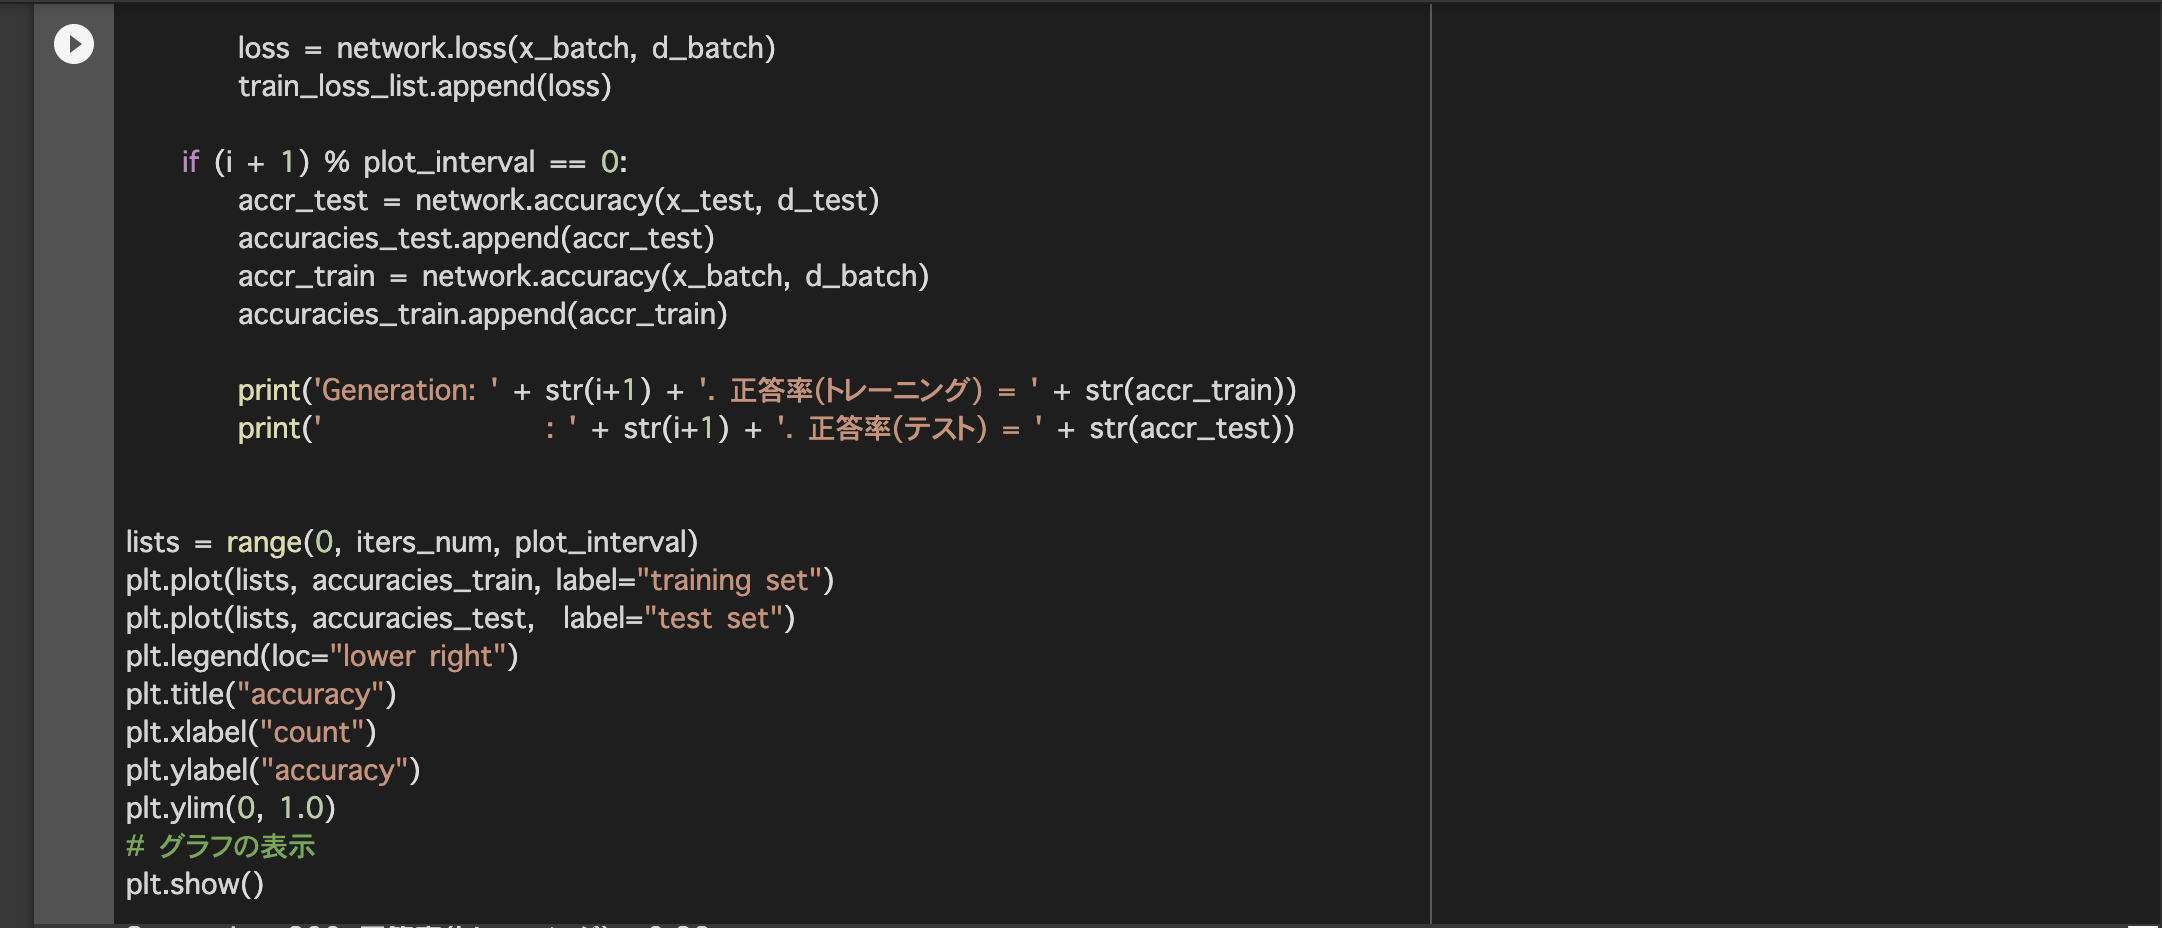 loss = network.loss(x_batch, d_batch)
train_loss_list.append(loss)
if (i + 1) % plot_interval == 0:
accr_test = network.accuracy(x_test, d_test)
accuracies_test.append(accr_test)
accr_train = network.accuracy(x_batch, d_batch)
accuracies_train.append(accr_train)
print('Generation: ' + str(i+1) + '. 正答率(トレーニング) = ' + str(accr_train))
print('                : ' + str(i+1) + '. 正答率(テスト) = ' + str(accr_test))
lists = range(0, iters_num, plot_interval)
plt.plot(lists, accuracies_train, label="training set")
plt.plot(lists, accuracies_test,  label="test set")
plt.legend(loc="lower right")
plt.title("accuracy")
plt.xlabel("count")
plt.ylabel("accuracy")
plt.ylim(0, 1.0)
# グラフの表示
plt.show()